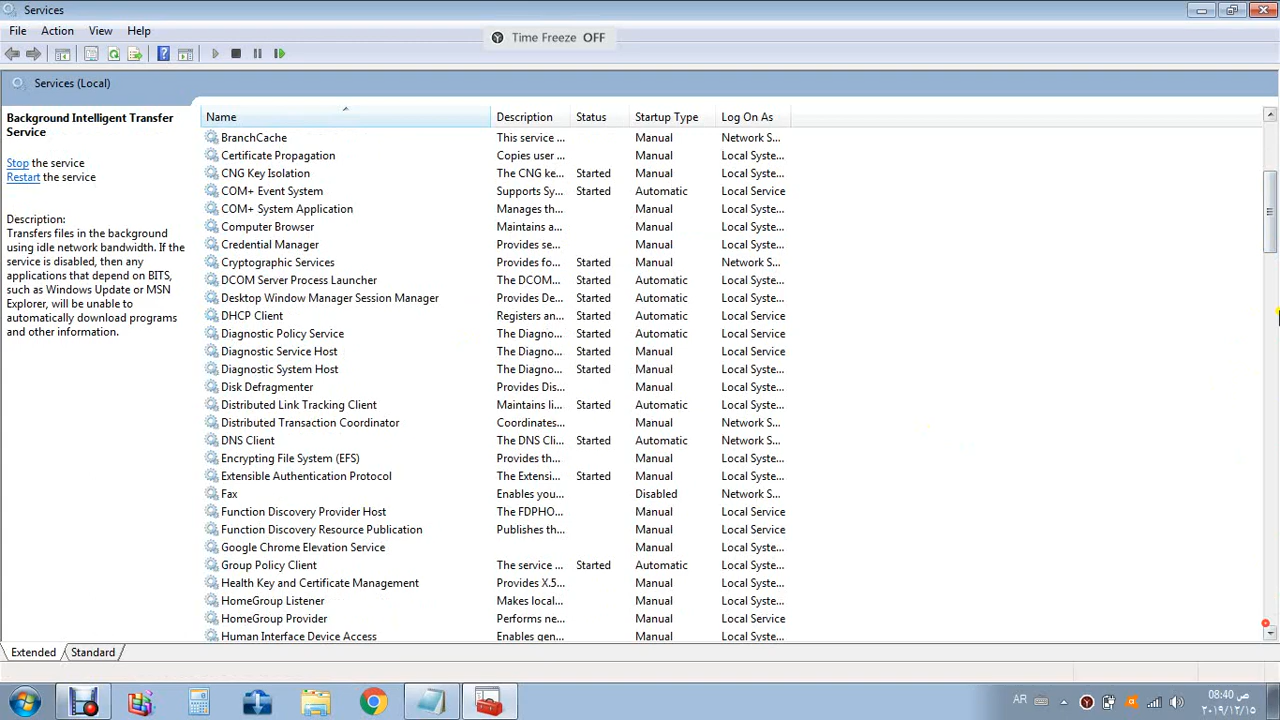 Services
File Action View Help
Time Freeze OFF
Services (Local)
Background Intelligent Transfer
Service
Stop the service
Restart the service
Description:
Transfers files in the background
using idle network bandwidth. If the
service is disabled, then any
applications that depend on BITS,
such as Windows Update or MSN
Explorer, will be unable to
automatically download programs
and other information.
Name Description Status Startup Type Log On As
BranchCache This service ... Manual Network S...
Certificate Propagation Copies user ... Manual Local Syste...
CNG Key Isolation The CNG ke... Started Manual Local Syste...
COM+ Event System Supports Sy... Started Automatic Local Service
COM+ System Application Manages th... Manual Local Syste...
Computer Browser Maintains a... Manual Local Syste...
Credential Manager Provides se... Manual Local Syste...
Cryptographic Services Provides fo... Started Manual Network S...
DCOM Server Process Launcher The DCOM... Started Automatic Local Syste...
Desktop Window Manager Session Manager Provides De... Started Automatic Local Syste...
DHCP Client Registers an... Started Automatic Local Service
Diagnostic Policy Service The Diagno... Started Automatic Local Service
Diagnostic Service Host The Diagno... Started Manual Local Service
Diagnostic System Host The Diagno... Started Manual Local Syste...
Disk Defragmenter Provides Dis... Manual Local Syste...
Distributed Link Tracking Client Maintains li... Started Automatic Local Syste...
Distributed Transaction Coordinator Coordinates... Manual Network S...
DNS Client The DNS Cli... Started Automatic Network S...
Encrypting File System (EFS) Provides th... Manual Local Syste...
Extensible Authentication Protocol The Extensi... Started Manual Local Syste...
Fax Enables you... Disabled Network S...
Function Discovery Provider Host The FDPHO... Manual Local Service
Function Discovery Resource Publication Publishes th... Manual Local Service
Google Chrome Elevation Service Manual Local Syste...
Group Policy Client The service ... Started Automatic Local Syste...
Health Key and Certificate Management Provides X.5... Manual Local Syste...
HomeGroup Listener Makes local... Manual Local Syste...
HomeGroup Provider Performs ne... Manual Local Service
Human Interface Device Access Enables gen... Manual Local Syste...
Extended Standard
AR
08:40 ص
٢٠١٩/١٢/١٥